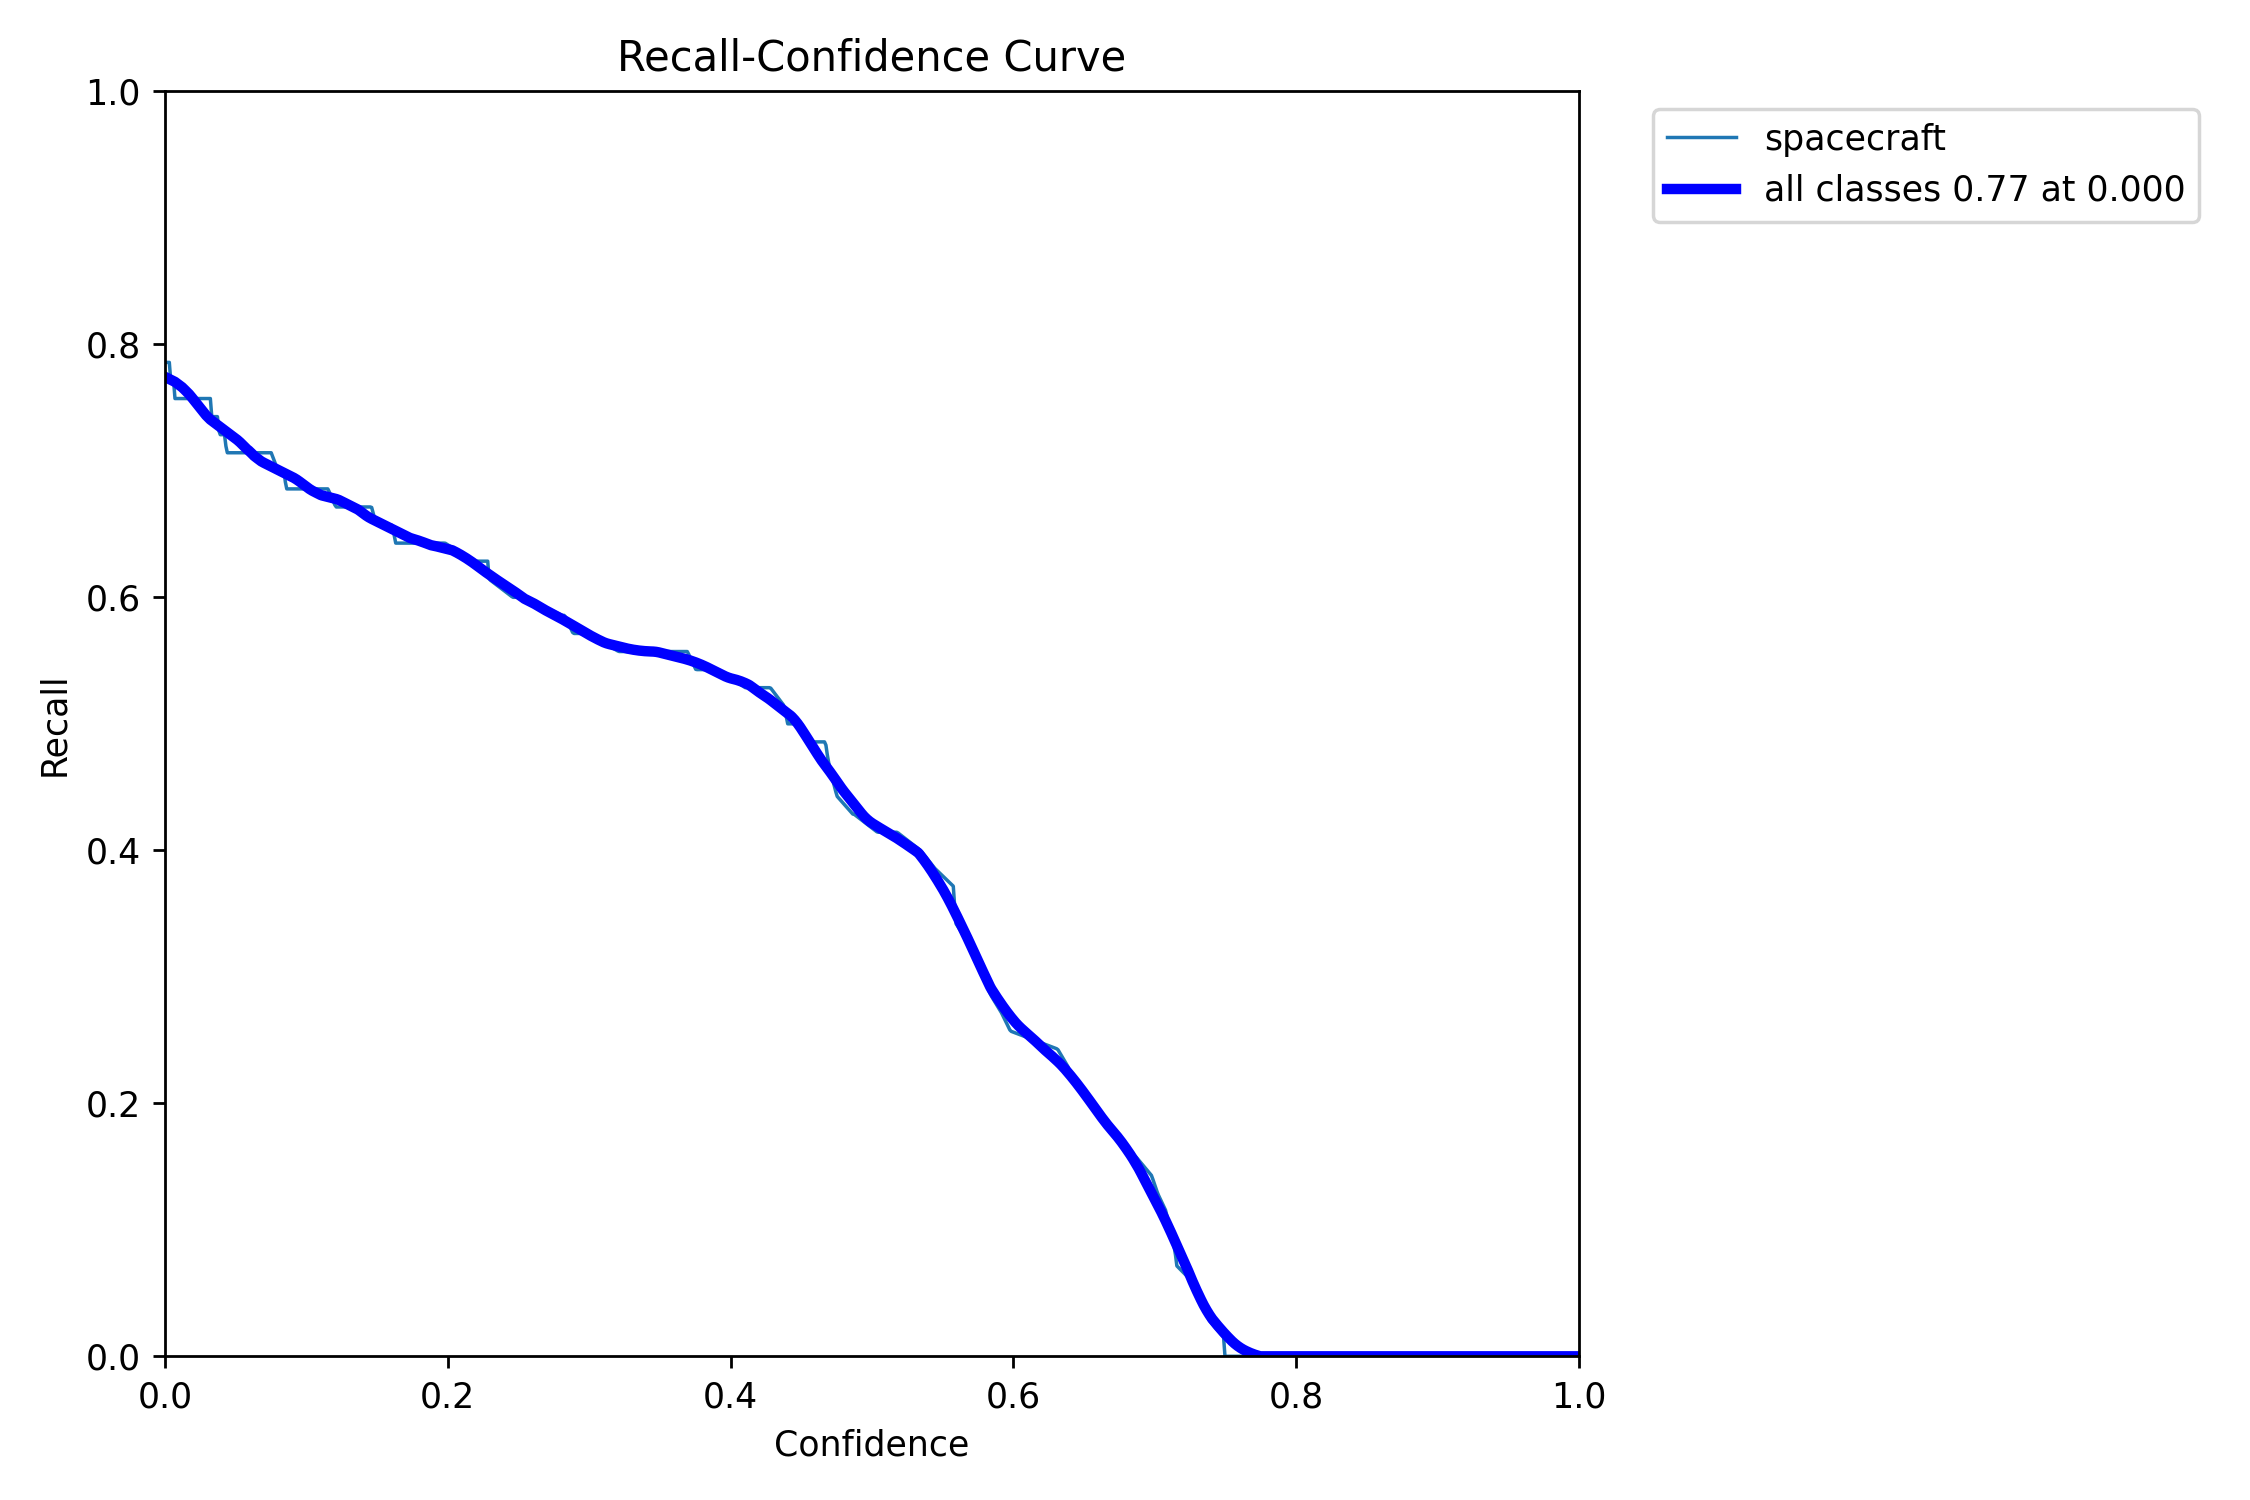 Recall-Confidence Curve
1.0
0.8
0.6
0.4
0.2
0.0
Recall
0.0 0.2 0.4 0.6 0.8 1.0
Confidence
spacecraft
all classes 0.77 at 0.000